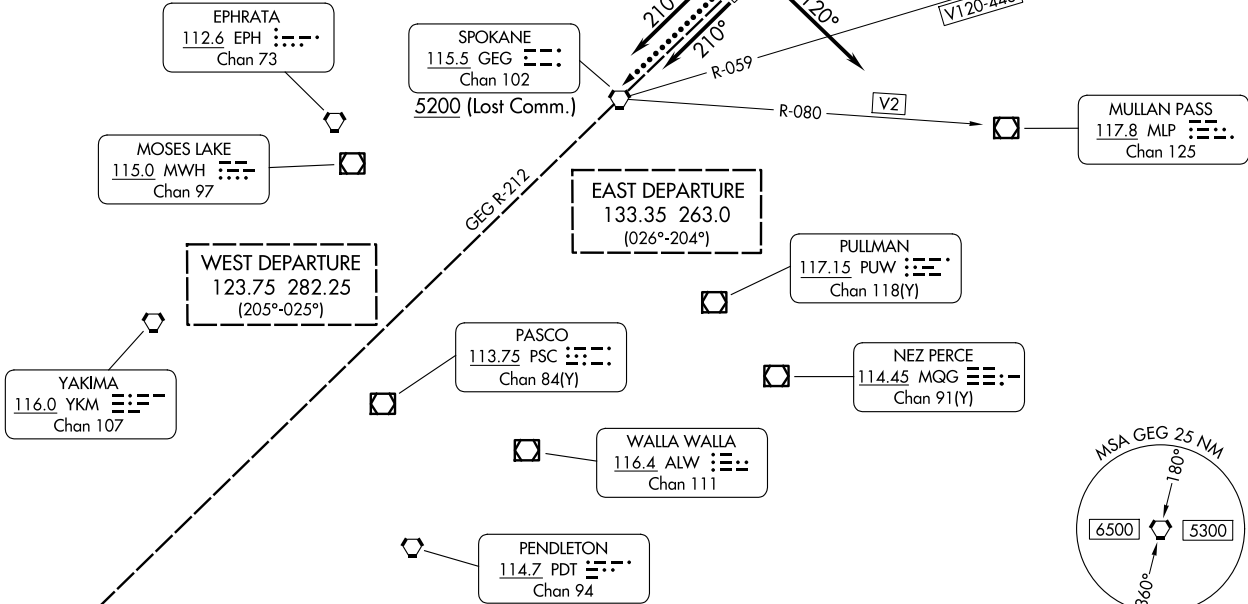 EPHRATA
112.6 EPH
Chan 73
SPOKANE
115.5 GEG
Chan 102
5200 (Lost Comm.)
210°
210°
120°
R-059
R-080
V2
MULLAN PASS
117.8 MLP
Chan 125
MOSES LAKE
115.0 MWH
Chan 97
GEG R-212
EAST DEPARTURE
133.35 263.0
(026°-204°)
WEST DEPARTURE
123.75 282.25
(205°-025°)
PULLMAN
117.15 PUW
Chan 118(Y)
PASCO
113.75 PSC
Chan 84(Y)
NEZ PERCE
114.45 MQG
Chan 91(Y)
YAKIMA
116.0 YKM
Chan 107
WALLA WALLA
116.4 ALW
Chan 111
PENDLETON
114.7 PDT
Chan 94
MSA GEG 25 NM
180°
6500
5300
360°